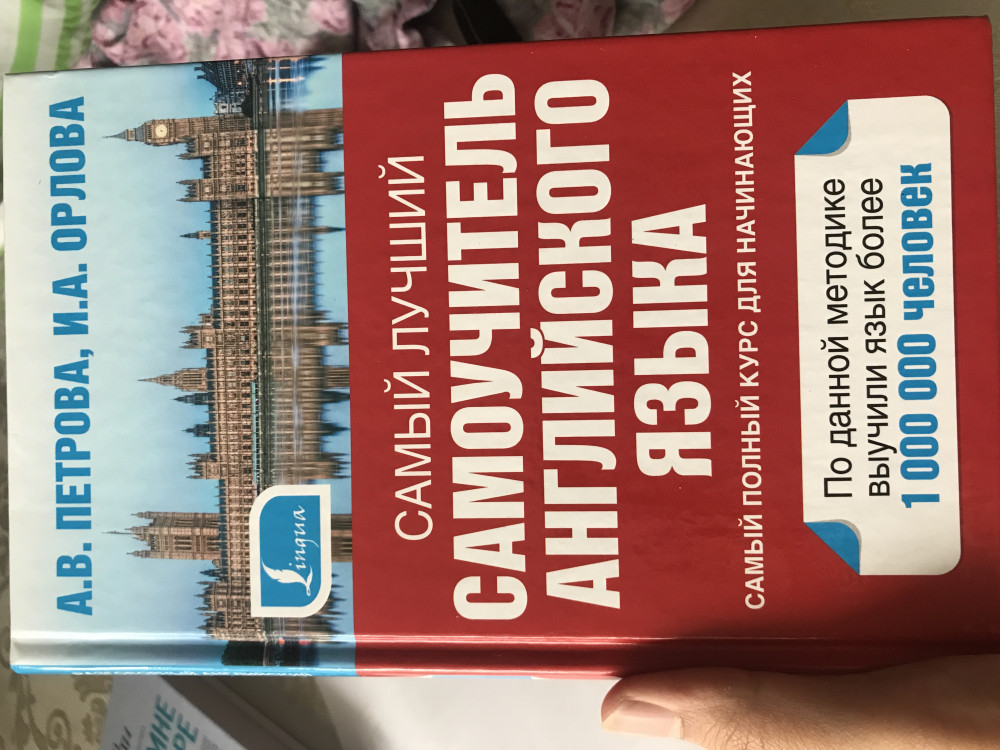 А.В. ПЕТРОВА, И.А. ОРЛОВА
Lingua
САМЫЙ ЛУЧШИЙ
САМОУЧИТЕЛЬ
АНГЛИЙСКОГО
ЯЗЫКА
САМЫЙ ПОЛНЫЙ КУРС ДЛЯ НАЧИНАЮЩИХ
По данной методике
выучили язык более
1 000 000 человек
МНЕ